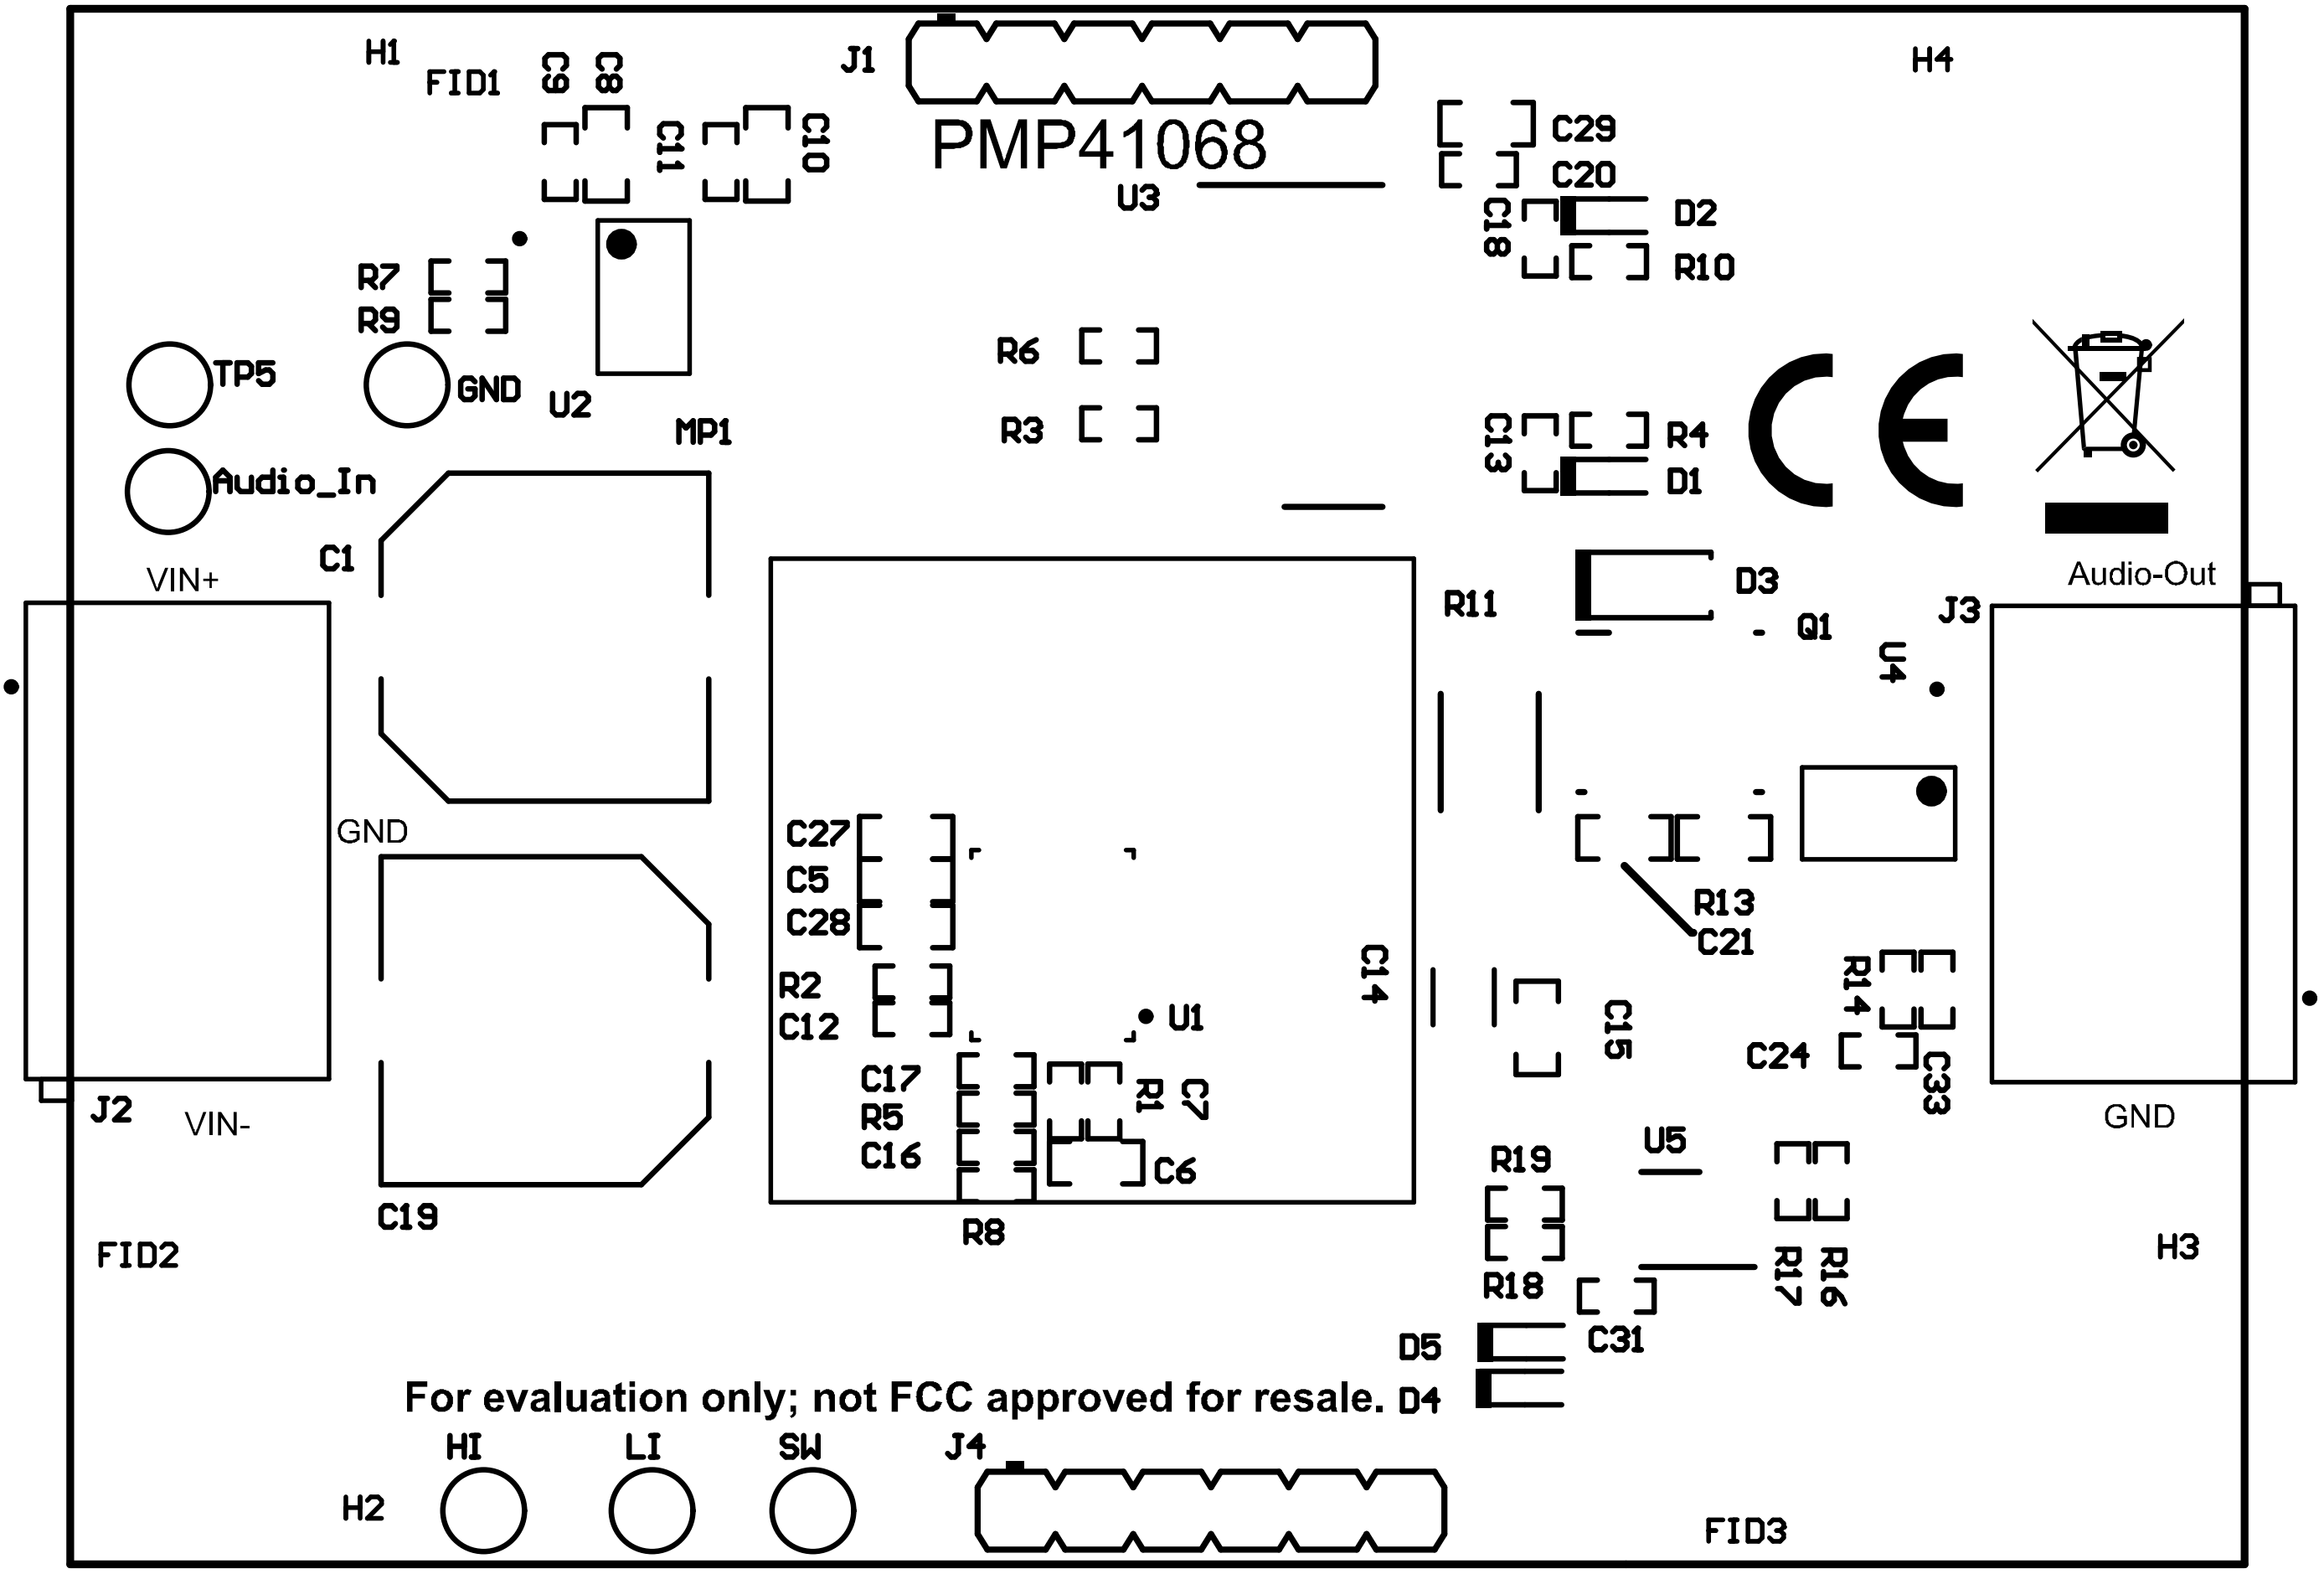 H1
FID1
C9
C8
J1
H4
C11
C10
PMP41068
C29
C20
U3
C18
D2
R7
R10
R9
R6
TP5
GND
U2
MP1
R3
C13
R4
D1
Audio_In
C1
VIN+
Audio-Out
R11
D3
J3
Q1
U4
GND
C27
C5
C28
R13
C21
C14
R2
R14
C12
U1
C15
C24
C33
C17
R1
C7
R5
J2
VIN-
GND
C16
C6
R19
U5
C19
R8
FID2
H3
R18
R17
R16
C31
D5
For evaluation only; not FCC approved for resale.
D4
HI
LI
SW
J4
H2
FID3